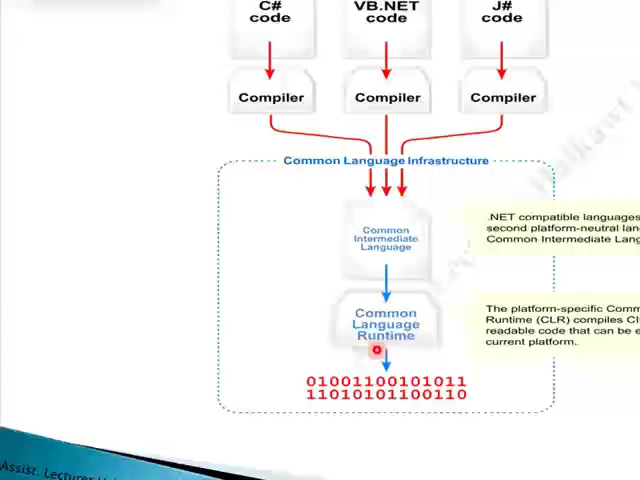 C#
code
VB.NET
code
J#
code
Compiler
Compiler
Compiler
Common Language Infrastructure
Common
Intermediate
Language
.NET compatible languages
second platform-neutral
Common Intermediate
Common
Language
Runtime
The platform-specific
Runtime (CLR) compiles
readable code that can be
current platform.
01001100101011
11010101100110
Assist. Lecturer